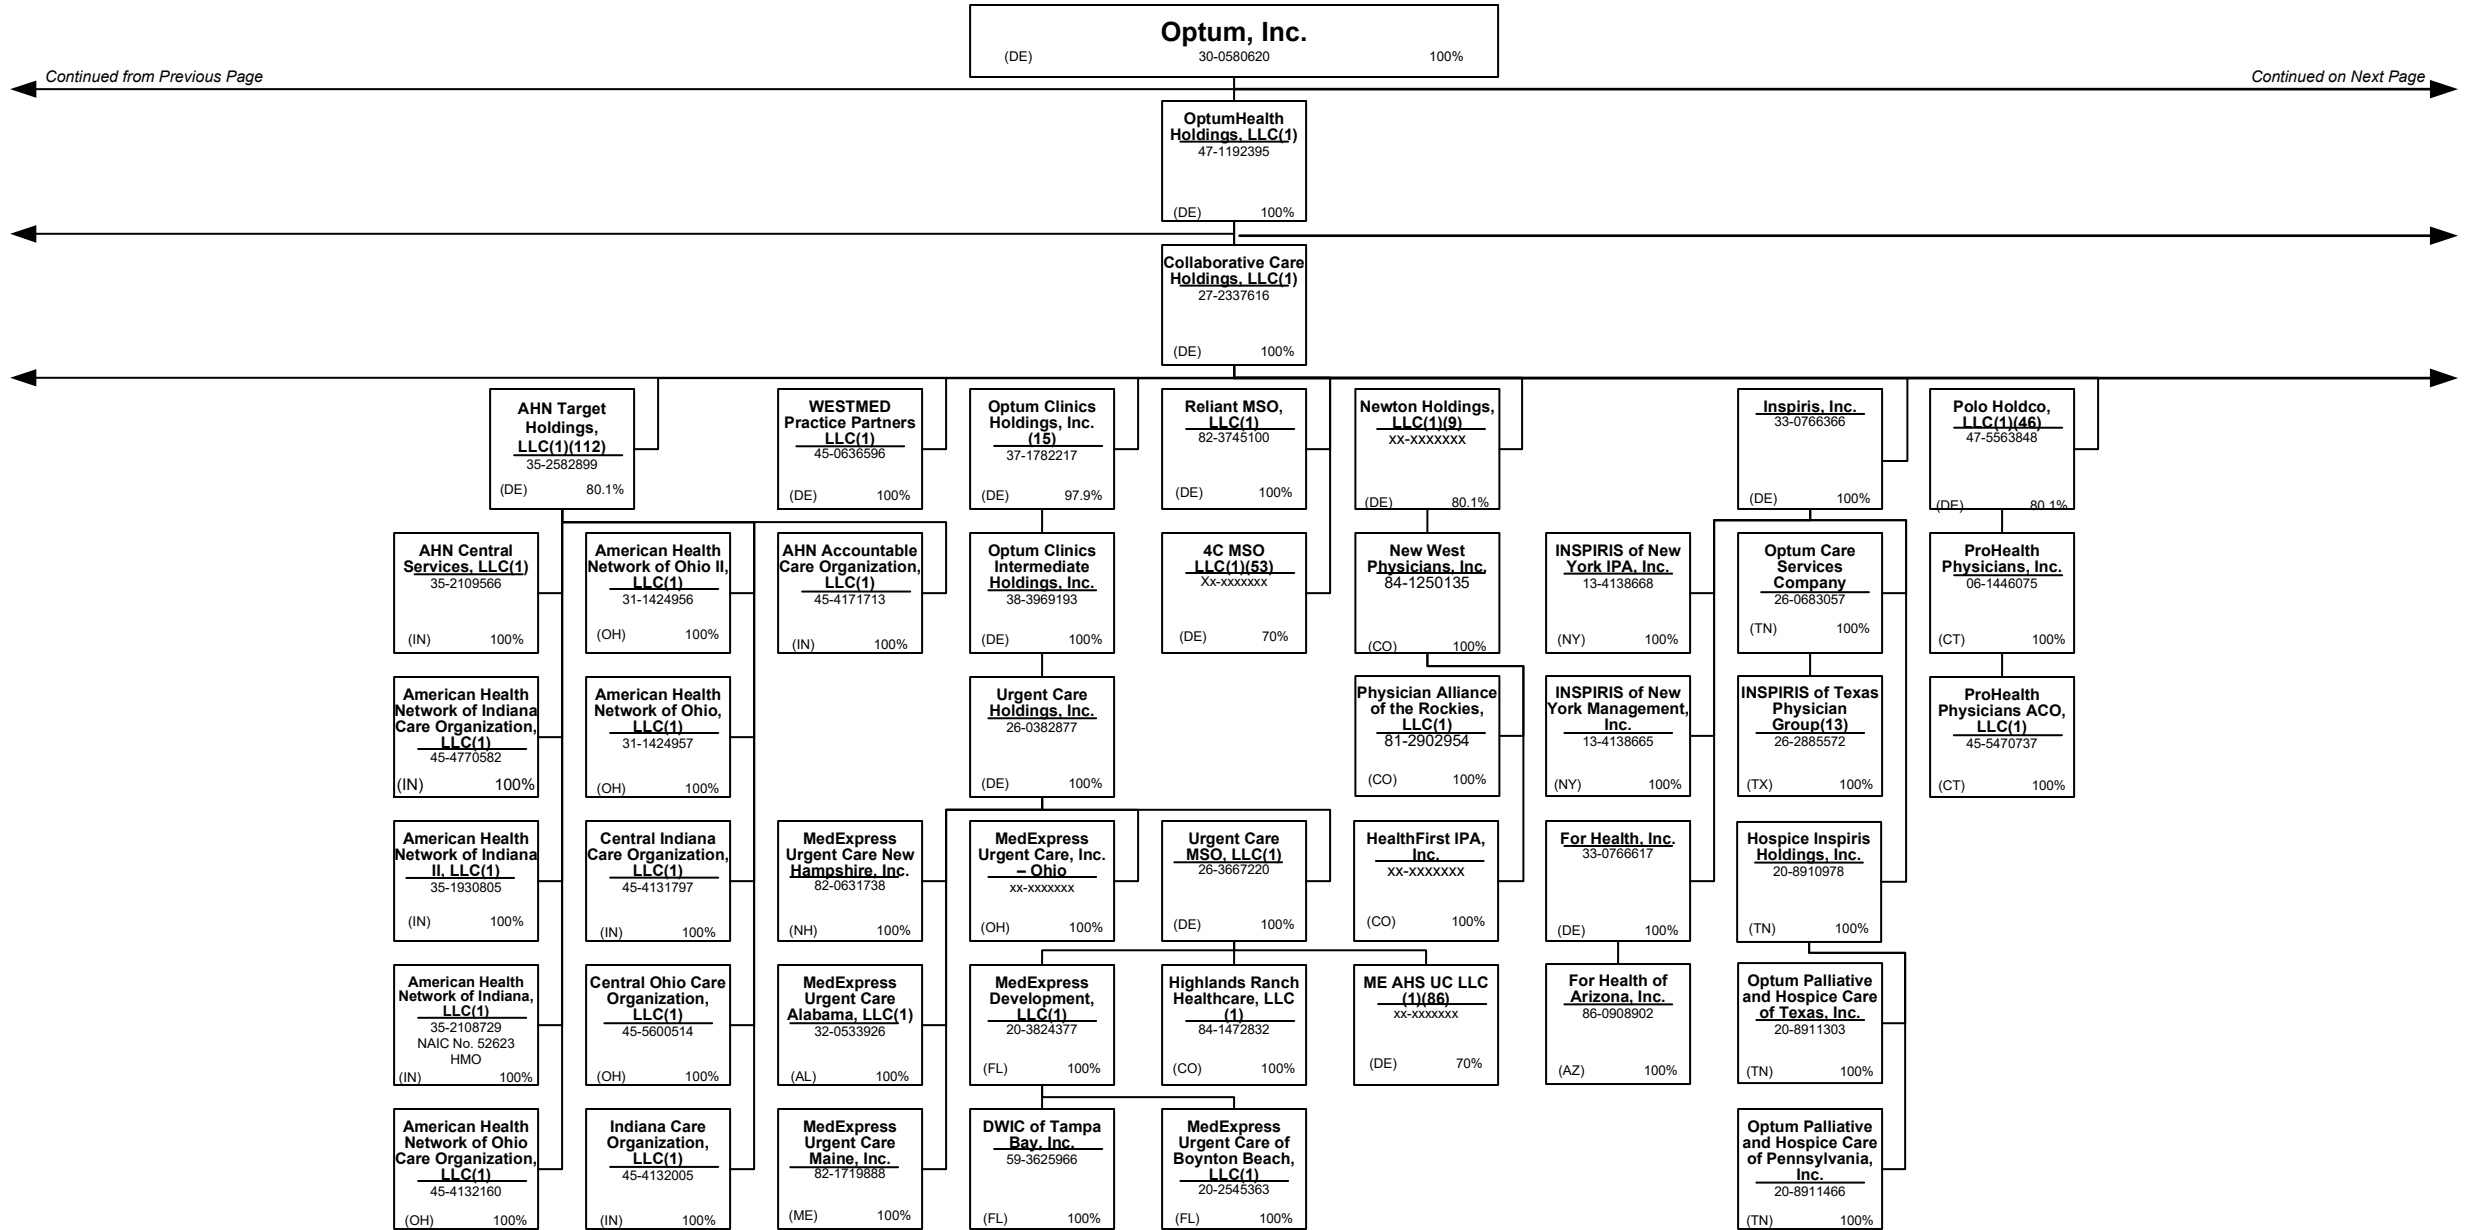 Optum, Inc.
(DE) 30-0580620 100%
Continued from Previous Page
Continued on Next Page
OptumHealth
Holdings, LLC(1)
47-1192395
(DE) 100%
Collaborative Care
Holdings, LLC(1)
27-2337616
(DE) 100%
AHN Target
Holdings,
LLC(1)(112)
35-2582899
(DE) 80.1%
WESTMED
Practice Partners
LLC(1)
45-0636596
(DE) 100%
Optum Clinics
Holdings, Inc.
(15)
37-1782217
(DE) 97.9%
Reliant MSO,
LLC(1)
82-3745100
(DE) 100%
Newton Holdings,
LLC(1)(9)
xx-xxxxxxx
(DE) 80.1%
Inspiris, Inc.
33-0766366
(DE) 100%
Polo Holdco,
LLC(1)(46)
47-5563848
(DE) 80.1%
AHN Central
Services, LLC(1)
35-2109566
(IN) 100%
American Health
Network of Ohio II,
LLC(1)
31-1424956
(OH) 100%
AHN Accountable
Care Organization,
LLC(1)
45-4171713
(IN) 100%
Optum Clinics
Intermediate
Holdings, Inc.
38-3969193
(DE) 100%
4C MSO
LLC(1)(53)
Xx-xxxxxxx
(DE) 70%
New West
Physicians, Inc.
84-1250135
(CO) 100%
INSPIRIS of New
York IPA, Inc.
13-4138668
(NY) 100%
Optum Care
Services
Company
26-0683057
(TN) 100%
ProHealth
Physicians, Inc.
06-1446075
(CT) 100%
American Health
Network of Indiana
Care Organization,
LLC(1)
45-4770582
(IN) 100%
American Health
Network of Ohio,
LLC(1)
31-1424957
(OH) 100%
Urgent Care
Holdings, Inc.
26-0382877
(DE) 100%
Physician Alliance
of the Rockies,
LLC(1)
81-2902954
(CO) 100%
INSPIRIS of New
York Management,
Inc.
13-4138665
(NY) 100%
INSPIRIS of Texas
Physician
Group(13)
26-2885572
(TX) 100%
ProHealth
Physicians ACO,
LLC(1)
45-5470737
(CT) 100%
American Health
Network of Indiana
II, LLC(1)
35-1930805
(IN) 100%
Central Indiana
Care Organization,
LLC(1)
45-4131797
(IN) 100%
MedExpress
Urgent Care New
Hampshire, Inc.
82-0631738
(NH) 100%
MedExpress
Urgent Care, Inc.
– Ohio
xx-xxxxxxx
(OH) 100%
Urgent Care
MSO, LLC(1)
26-3667220
(DE) 100%
HealthFirst IPA,
Inc.
xx-xxxxxxx
(CO) 100%
For Health, Inc.
33-0766617
(DE) 100%
Hospice Inspiris
Holdings, Inc.
20-8910978
(TN) 100%
American Health
Network of Indiana,
LLC(1)
35-2108729
NAIC No. 52623
HMO
(IN) 100%
Central Ohio Care
Organization,
LLC(1)
45-5600514
(OH) 100%
MedExpress
Urgent Care
Alabama, LLC(1)
32-0533926
(AL) 100%
MedExpress
Development,
LLC(1)
20-3824377
(FL) 100%
Highlands Ranch
Healthcare, LLC
(1)
84-1472832
(CO) 100%
ME AHS UC LLC
(1)(86)
xx-xxxxxxx
(DE) 70%
For Health of
Arizona, Inc.
86-0908902
(AZ) 100%
Optum Palliative
and Hospice Care
of Texas, Inc.
20-8911303
(TN) 100%
American Health
Network of Ohio
Care Organization,
LLC(1)
45-4132160
(OH) 100%
Indiana Care
Organization,
LLC(1)
45-4132005
(IN) 100%
MedExpress
Urgent Care
Maine, Inc.
82-1719888
(ME) 100%
DWIC of Tampa
Bay, Inc.
59-3625966
(FL) 100%
MedExpress
Urgent Care of
Boynton Beach,
LLC(1)
20-2545363
(FL) 100%
Optum Palliative
and Hospice Care
of Pennsylvania,
Inc.
20-8911466
(TN) 100%